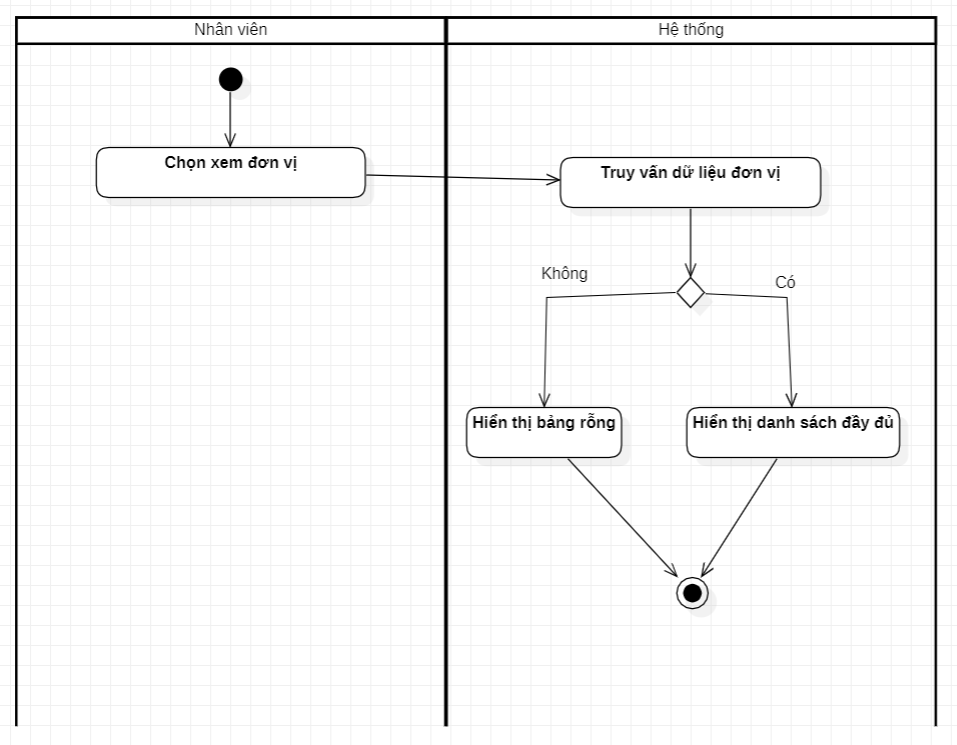 Nhân viên
Hệ thống
Chọn xem đơn vị
Truy vấn dữ liệu đơn vị
Không
Có
Hiển thị bảng rỗng
Hiển thị danh sách đầy đủ